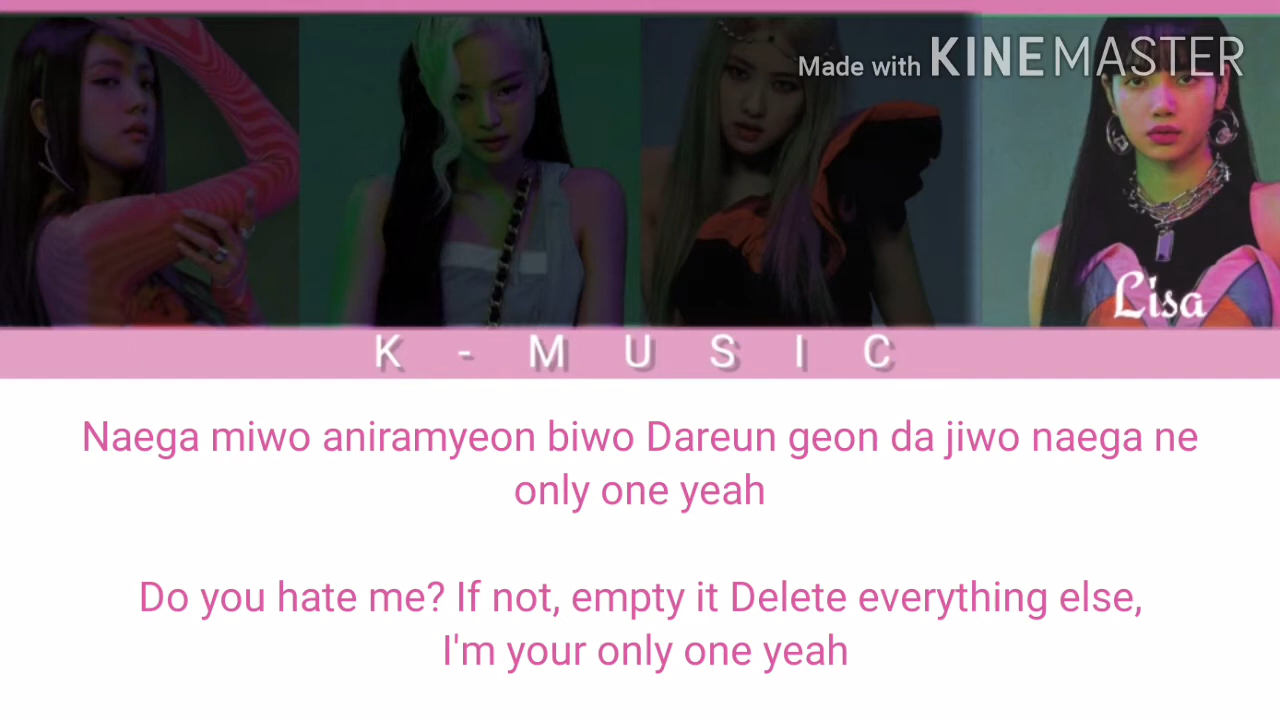 Made with KINEMASTER
Lisa
K - MUSIC
Naega miwo aniramyeon biwo Dareun geon da jiwo naega ne
only one yeah
Do you hate me? If not, empty it Delete everything else,
I'm your only one yeah